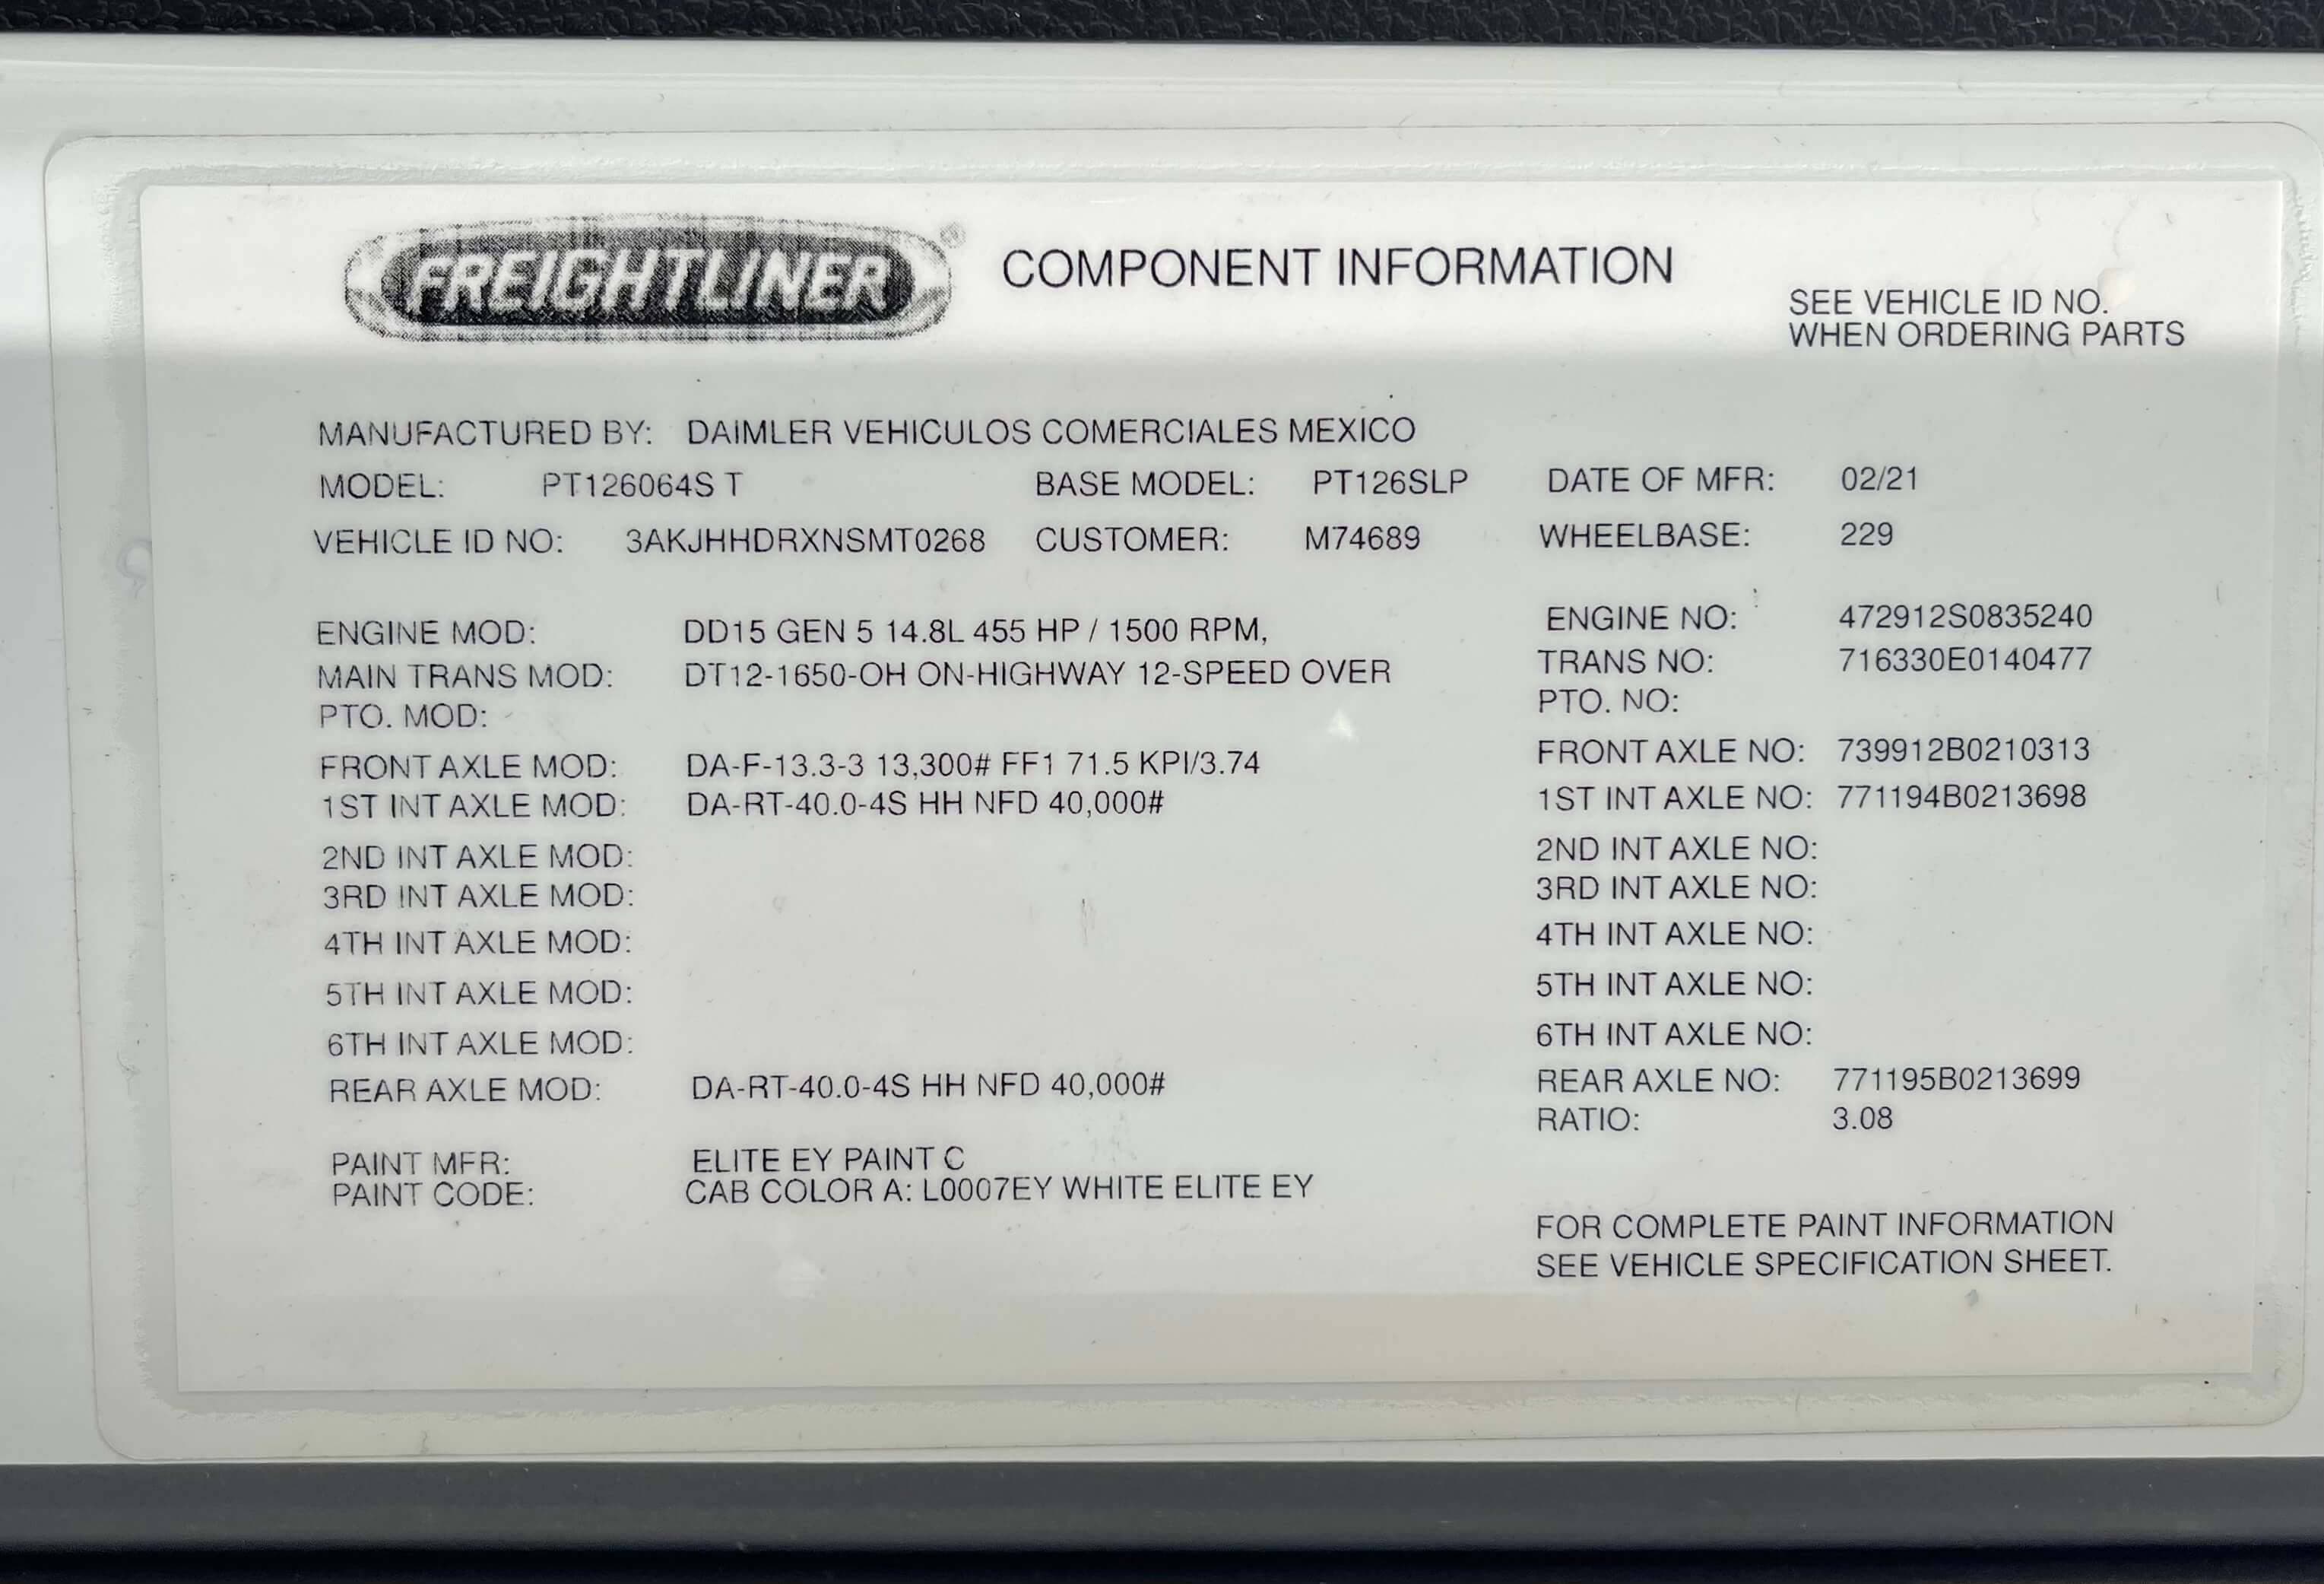 FREIGHTLINER® COMPONENT INFORMATION
SEE VEHICLE ID NO.
WHEN ORDERING PARTS
MANUFACTURED BY: DAIMLER VEHICULOS COMERCIALES MEXICO
MODEL: PT126064S T BASE MODEL: PT126SLP DATE OF MFR: 02/21
VEHICLE ID NO: 3AKJHHDRXNSMT0268 CUSTOMER: M74689 WHEELBASE: 229
ENGINE MOD: DD15 GEN 5 14.8L 455 HP / 1500 RPM, ENGINE NO: 472912S0835240
MAIN TRANS MOD: DT12-1650-OH ON-HIGHWAY 12-SPEED OVER TRANS NO: 716330E0140477
PTO. MOD: PTO. NO:
FRONT AXLE MOD: DA-F-13.3-3 13,300# FF1 71.5 KPI/3.74 FRONT AXLE NO: 739912B0210313
1ST INT AXLE MOD: DA-RT-40.0-4S HH NFD 40,000# 1ST INT AXLE NO: 771194B0213698
2ND INT AXLE MOD: 2ND INT AXLE NO:
3RD INT AXLE MOD: 3RD INT AXLE NO:
4TH INT AXLE MOD: 4TH INT AXLE NO:
5TH INT AXLE MOD: 5TH INT AXLE NO:
6TH INT AXLE MOD: 6TH INT AXLE NO:
REAR AXLE MOD: DA-RT-40.0-4S HH NFD 40,000# REAR AXLE NO: 771195B0213699
RATIO: 3.08
PAINT MFR: ELITE EY PAINT C
PAINT CODE: CAB COLOR A: L0007EY WHITE ELITE EY
FOR COMPLETE PAINT INFORMATION
SEE VEHICLE SPECIFICATION SHEET.